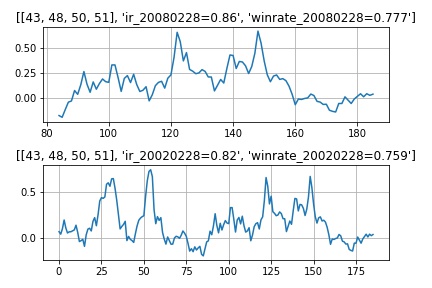 [[43, 48, 50, 51], 'ir_20080228=0.86', 'winrate_20080228=0.777']
0.50
0.25
0.00
80 100 120 140 160 180
[[43, 48, 50, 51], 'ir_20020228=0.82', 'winrate_20020228=0.759']
0.5
0.0
0 25 50 75 100 125 150 175